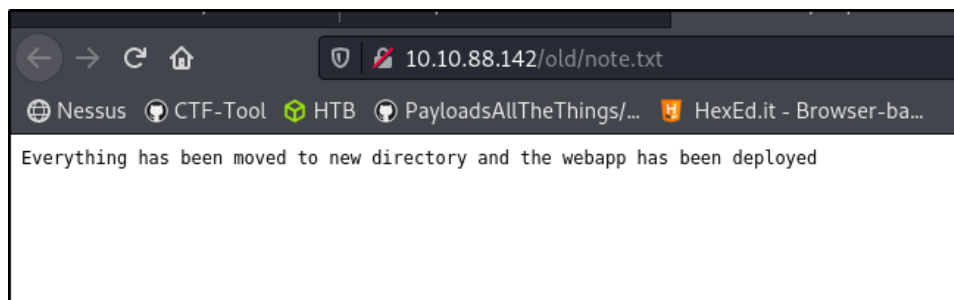 10.10.88.142/old/note.txt
Nessus CTF-Tool HTB PayloadsAllTheThings/... HexEd.it - Browser-ba...
Everything has been moved to new directory and the webapp has been deployed